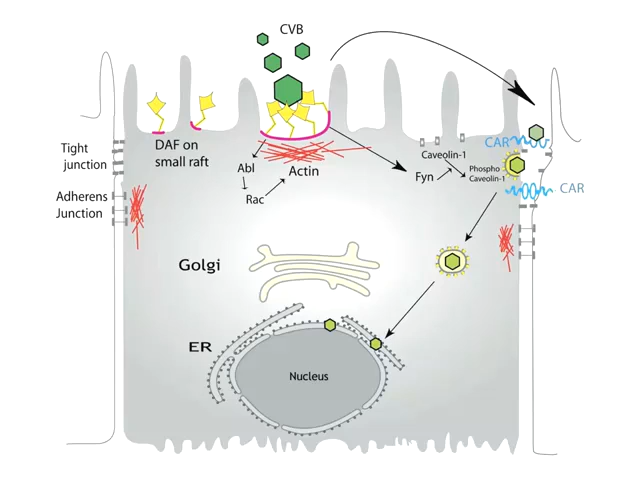 CVB
DAF on
small raft
Tight
junction
Adherens
Junction
Abl
Rac
Actin
Caveolin-1
Fyn
Phospho
Caveolin-1
CAR
CAR
Golgi
ER
Nucleus